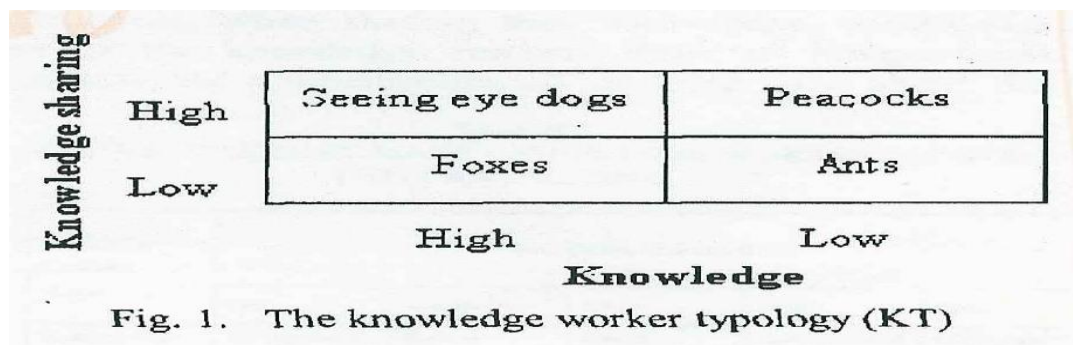 Knowledge sharing
High
Seeing eye dogs
Peacocks
Low
Foxes
Ants
High
Low
Knowledge
Fig. 1. The knowledge worker typology (KT)